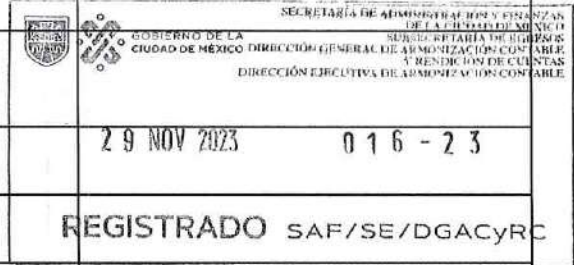 SECRETARÍA DE ADMINISTRACIÓN Y FINANZAS
DE LA CIUDAD DE MÉXICO
SUBSECRETARÍA DE EGRESOS
GOBIERNO DE LA
CIUDAD DE MÉXICO
DIRECCIÓN GENERAL DE ARMONIZACIÓN CONTABLE
Y RENDICIÓN DE CUENTAS
DIRECCIÓN EJECUTIVA DE ARMONIZACIÓN CONTABLE
29 NOV 2023 016-23
REGISTRADO SAF/SE/DGACyRC